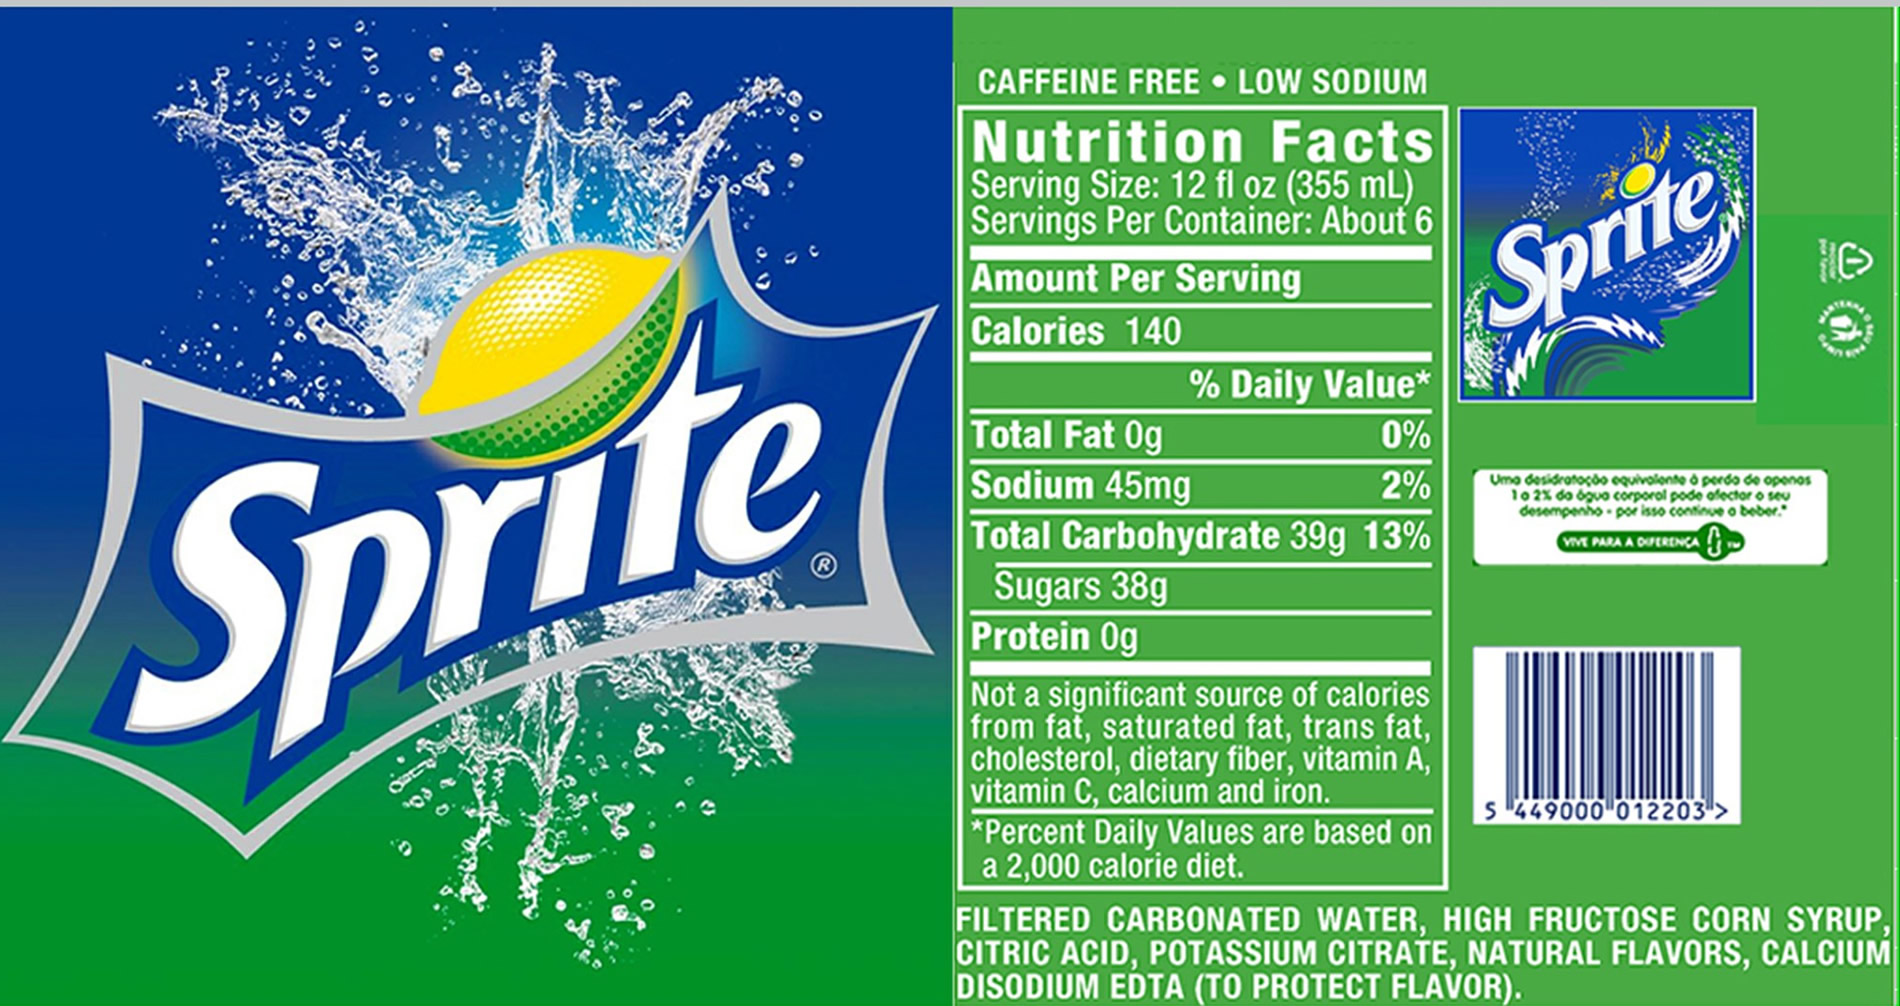 Sprite
®
CAFFEINE FREE • LOW SODIUM
Nutrition Facts
Serving Size: 12 fl oz (355 mL)
Servings Per Container: About 6
Amount Per Serving
Calories 140
% Daily Value*
Total Fat 0g 0%
Sodium 45mg 2%
Total Carbohydrate 39g 13%
Sugars 38g
Protein 0g
Not a significant source of calories
from fat, saturated fat, trans fat,
cholesterol, dietary fiber, vitamin A,
vitamin C, calcium and iron.
*Percent Daily Values are based on
a 2,000 calorie diet.
Sprite
Uma desidratação equivalente à perda de apenas
1 a 2% da água corporal pode afectar o seu
desempenho - por isso continue a beber.*
VIVE PARA A DIFERENÇA ™
5 449000 012203 >
FILTERED CARBONATED WATER, HIGH FRUCTOSE CORN SYRUP,
CITRIC ACID, POTASSIUM CITRATE, NATURAL FLAVORS, CALCIUM
DISODIUM EDTA (TO PROTECT FLAVOR).